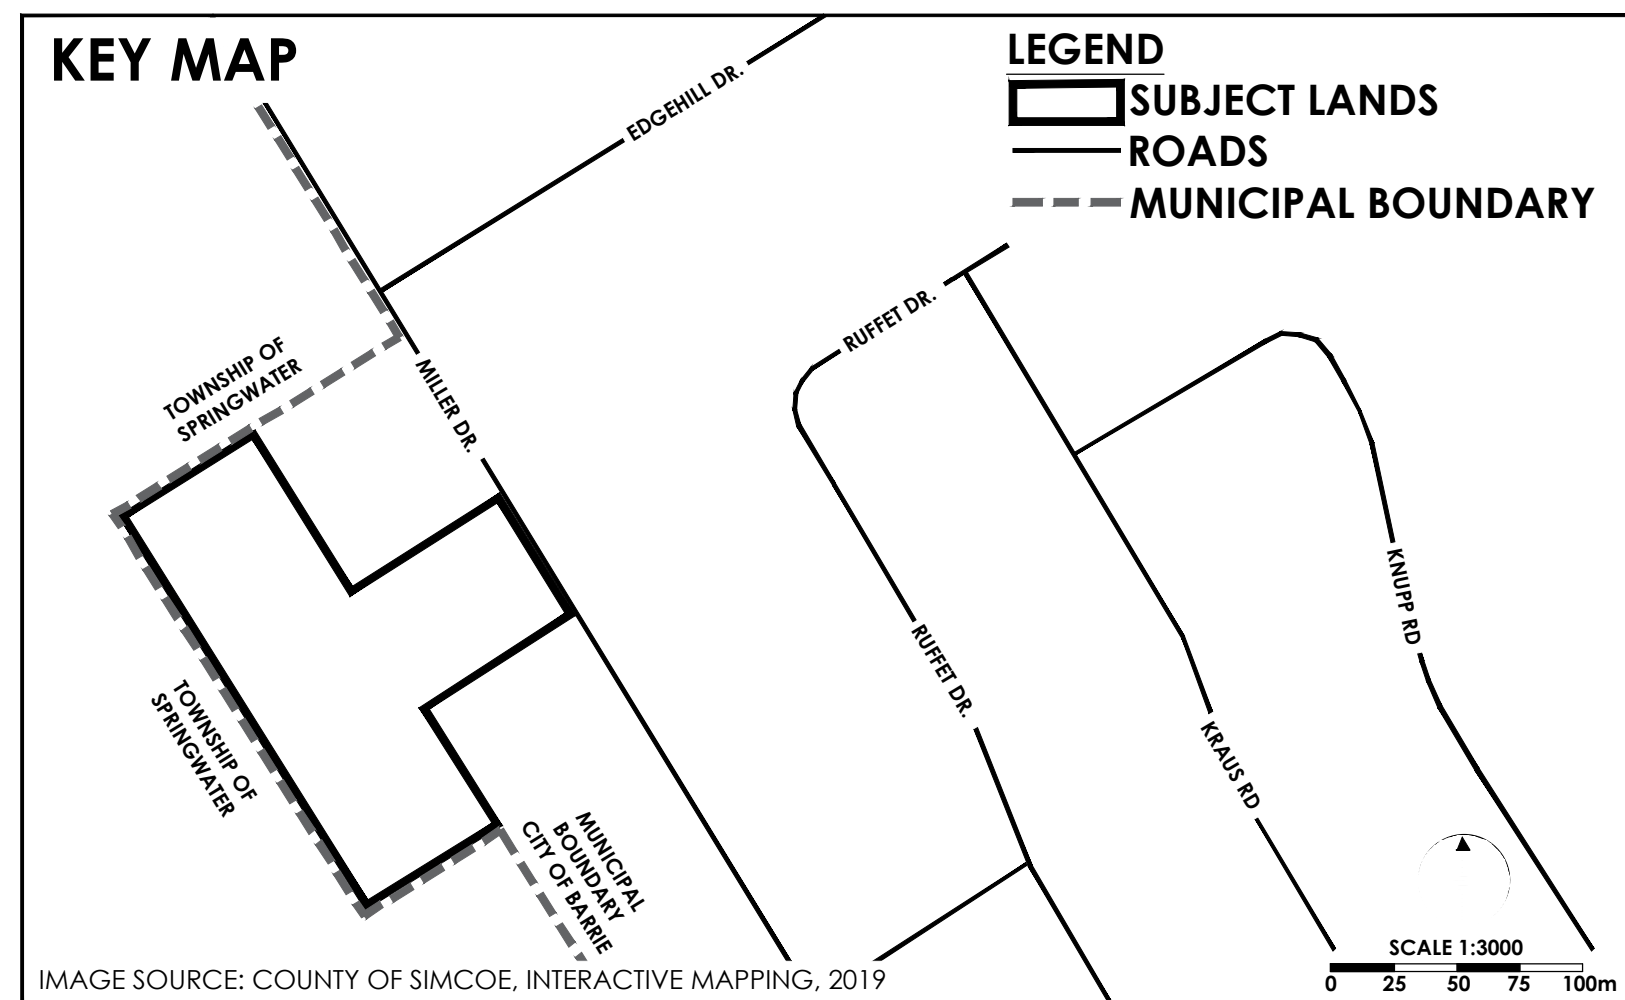 KEY MAP
LEGEND
SUBJECT LANDS
ROADS
MUNICIPAL BOUNDARY
EDGEHILL DR.
RUFFET DR.
TOWNSHIP OF
SPRINGWATER
MILLER DR.
KNUPP RD
RUFFET DR.
TOWNSHIP OF
SPRINGWATER
KRAUS RD
MUNICIPAL
BOUNDARY
CITY OF BARRIE
SCALE 1:3000
0 25 50 75 100m
IMAGE SOURCE: COUNTY OF SIMCOE, INTERACTIVE MAPPING, 2019